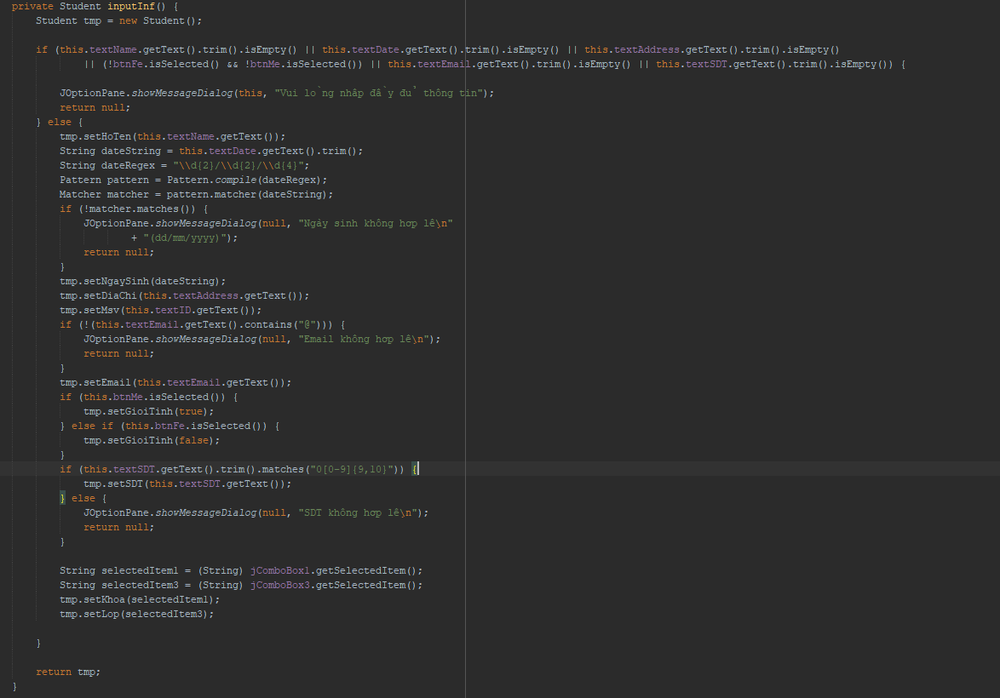 private Student inputInf() {
Student tmp = new Student();
if (this.textName.getText().trim().isEmpty() || this.textDate.getText().trim().isEmpty() || this.textAddress.getText().trim().isEmpty()
|| (!btnFe.isSelected() && !btnMe.isSelected()) || this.textEmail.getText().trim().isEmpty() || this.textSDT.getText().trim().isEmpty()) {
JOptionPane.showMessageDialog(this, "Vui lòng nhâp đầy đủ thông tin");
return null;
} else {
tmp.setHoTen(this.textName.getText());
String dateString = this.textDate.getText().trim();
String dateRegex = "\\d{2}/\\d{2}/\\d{4}";
Pattern pattern = Pattern.compile(dateRegex);
Matcher matcher = pattern.matcher(dateString);
if (!matcher.matches()) {
JOptionPane.showMessageDialog(null, "Ngày sinh không hơp lê\n"
+ "(dd/mm/yyyy)");
return null;
}
tmp.setNgaySinh(dateString);
tmp.setDiaChi(this.textAddress.getText());
tmp.setMsv(this.textID.getText());
if (!(this.textEmail.getText().contains("@"))) {
JOptionPane.showMessageDialog(null, "Email không hơp lê\n");
return null;
}
tmp.setEmail(this.textEmail.getText());
if (this.btnMe.isSelected()) {
tmp.setGioiTinh(true);
} else if (this.btnFe.isSelected()) {
tmp.setGioiTinh(false);
}
if (this.textSDT.getText().trim().matches("0[0-9]{9,10}")) {
tmp.setSDT(this.textSDT.getText());
} else {
JOptionPane.showMessageDialog(null, "SDT không hơp lê\n");
return null;
}
String selectedItem1 = (String) jComboBox1.getSelectedItem();
String selectedItem3 = (String) jComboBox3.getSelectedItem();
tmp.setKhoa(selectedItem1);
tmp.setLop(selectedItem3);
}
return tmp;
}